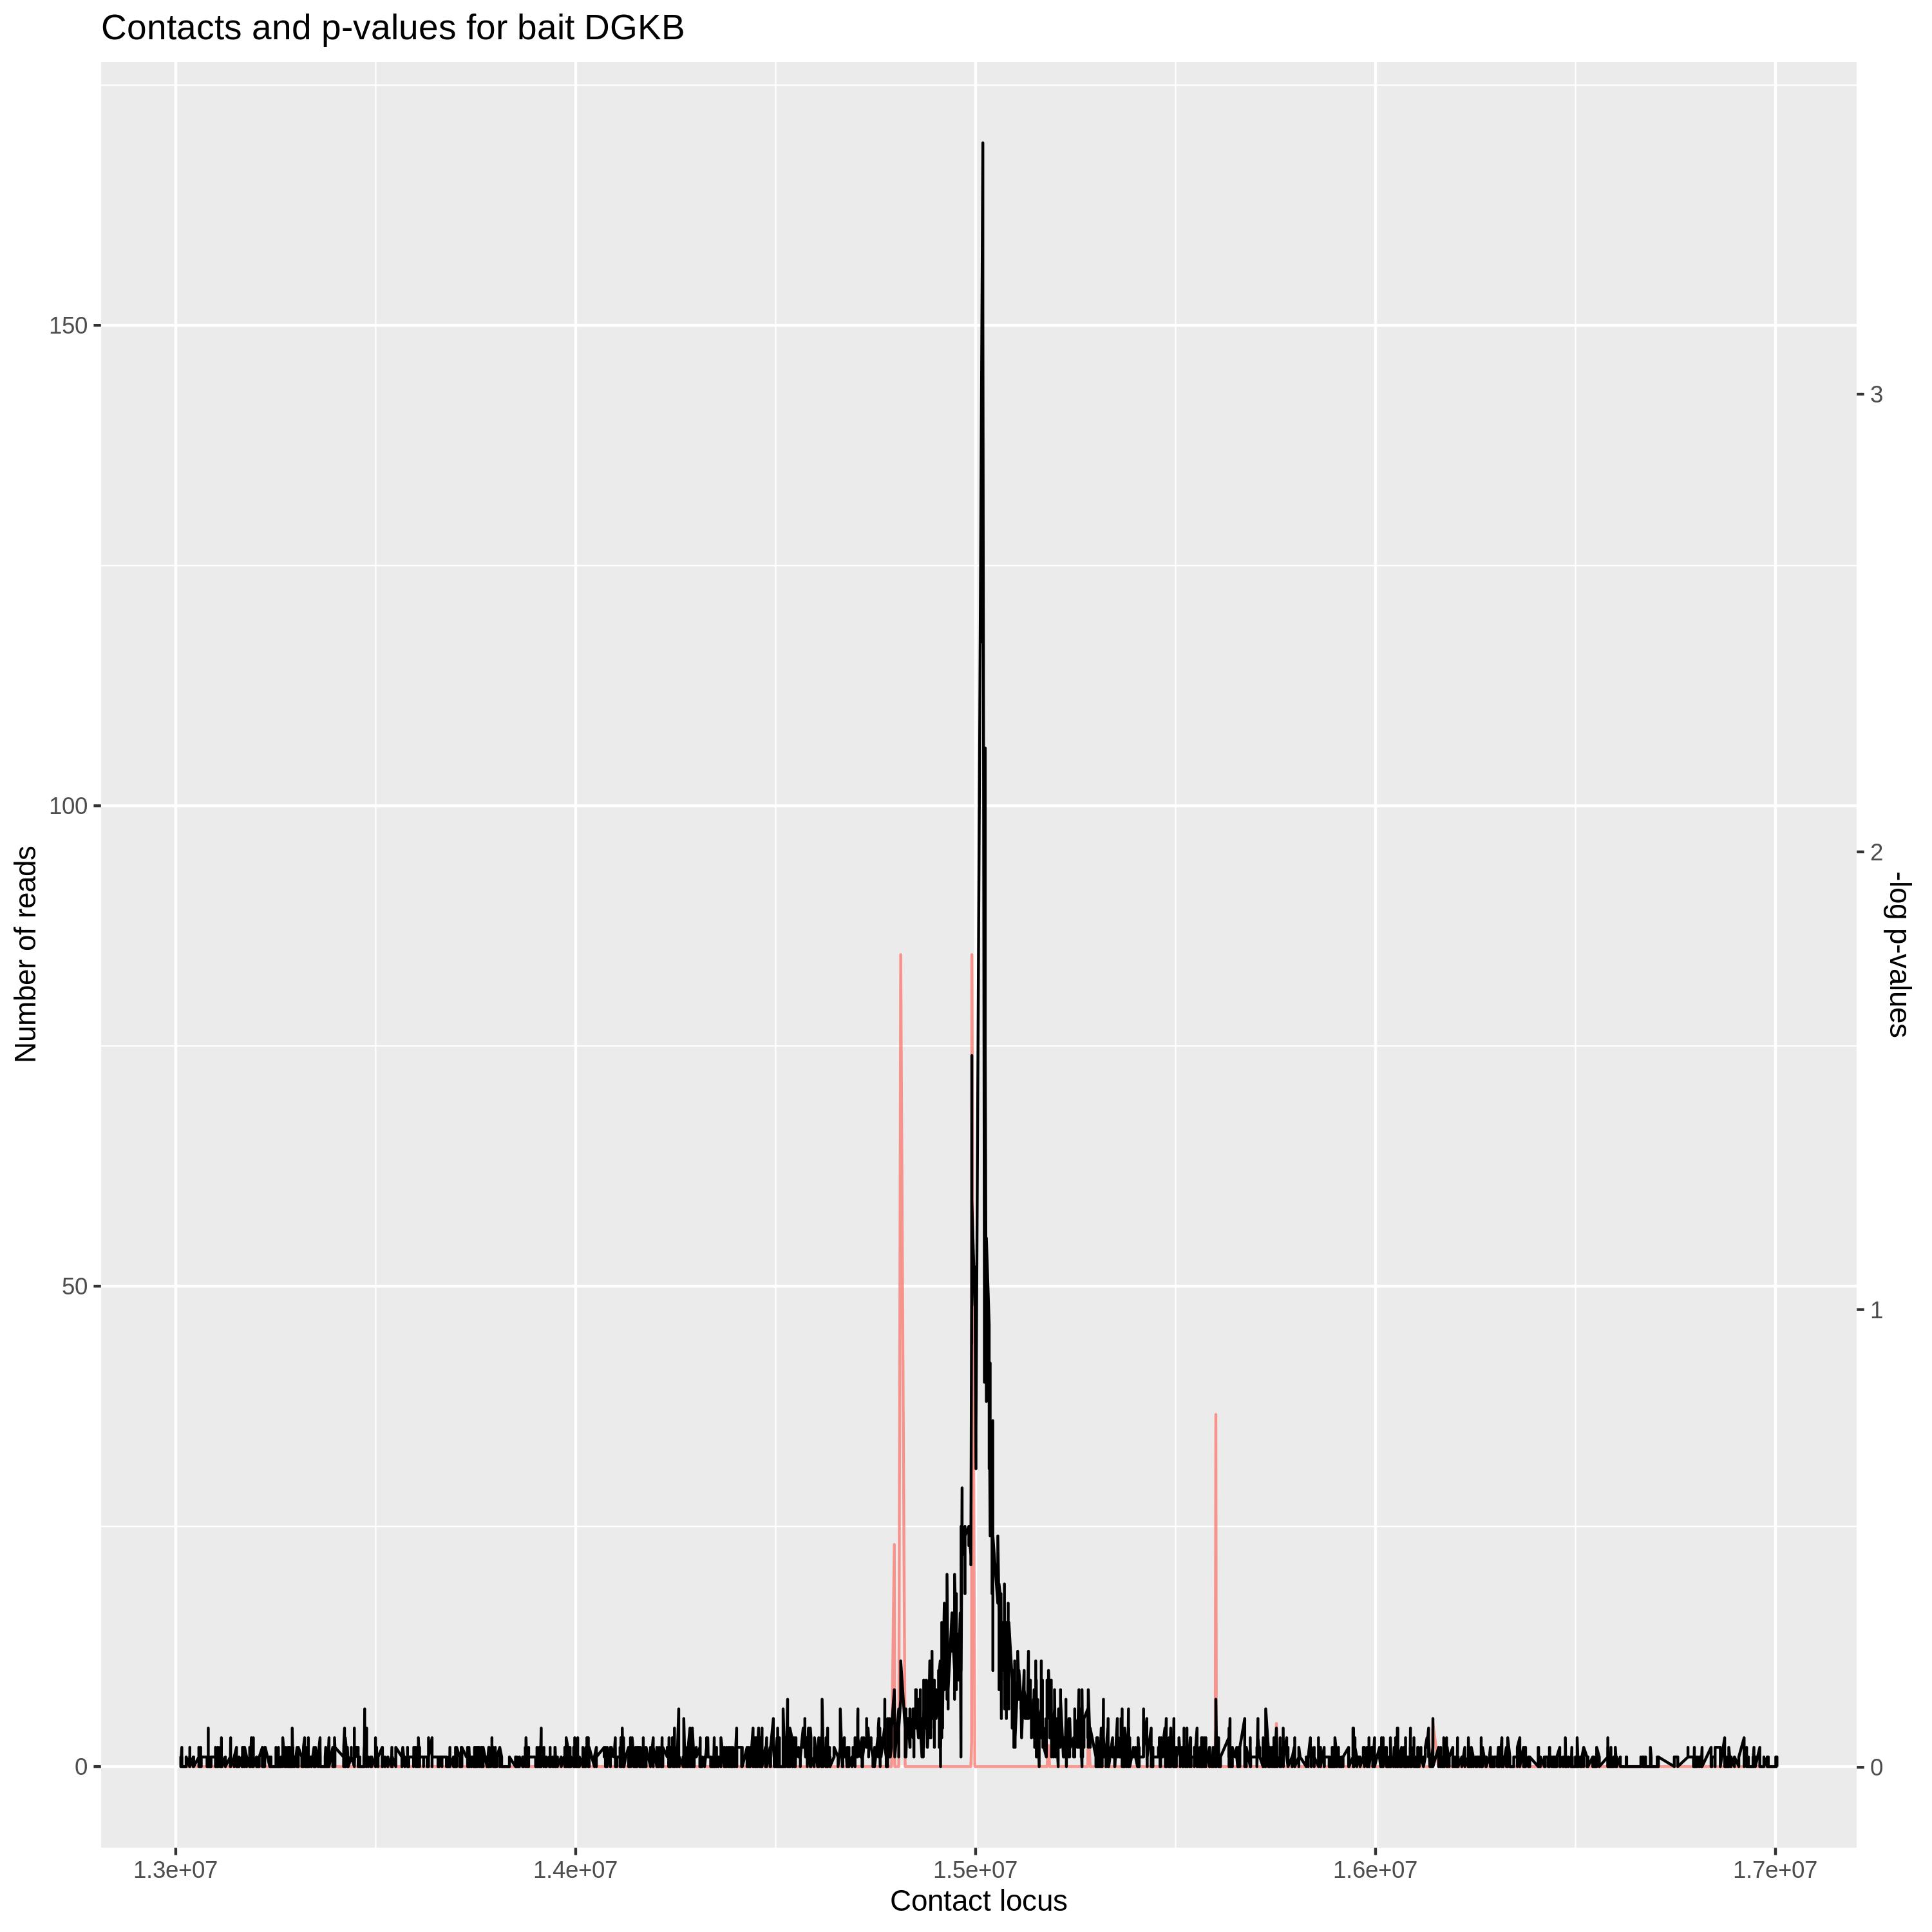 Contacts and p-values for bait DGKB
150
100
50
0
Number of reads
3
2
1
0
-log p-values
1.3e+07 1.4e+07 1.5e+07 1.6e+07 1.7e+07
Contact locus